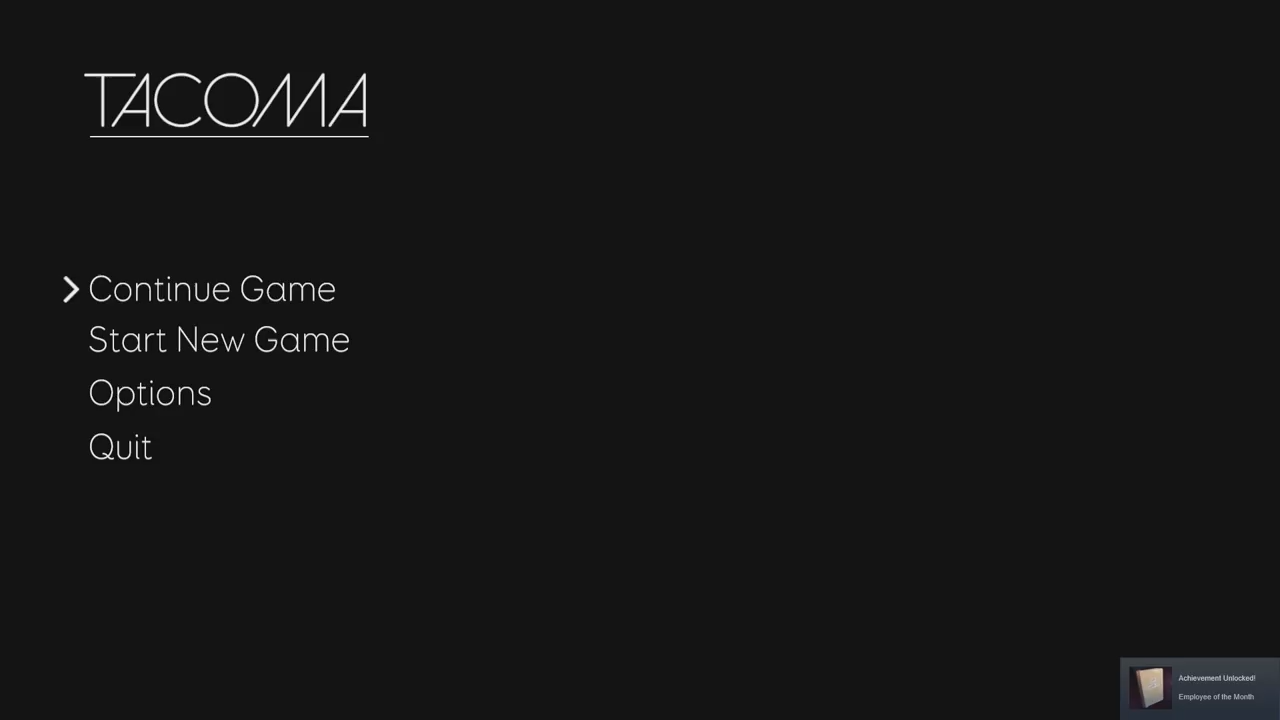 TACOMA
Continue Game
Start New Game
Options
Quit
Achievement Unlocked!
Employee of the Month